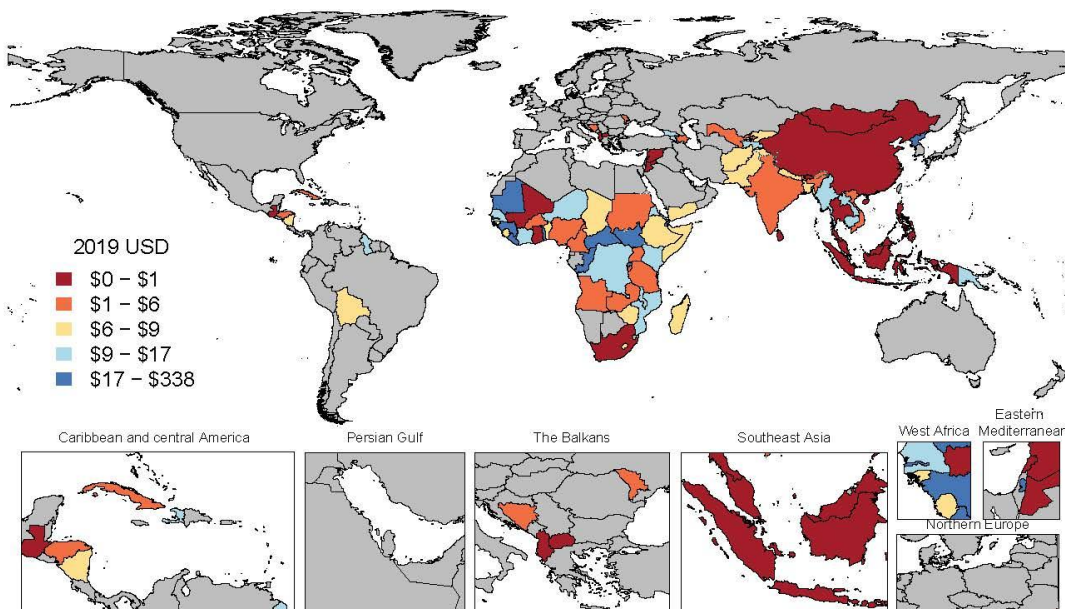 2019 USD
$0 – $1
$1 – $6
$6 – $9
$9 – $17
$17 – $338
Caribbean and central America
Persian Gulf
The Balkans
Southeast Asia
West Africa
Eastern
Mediterranean
Northern Europe